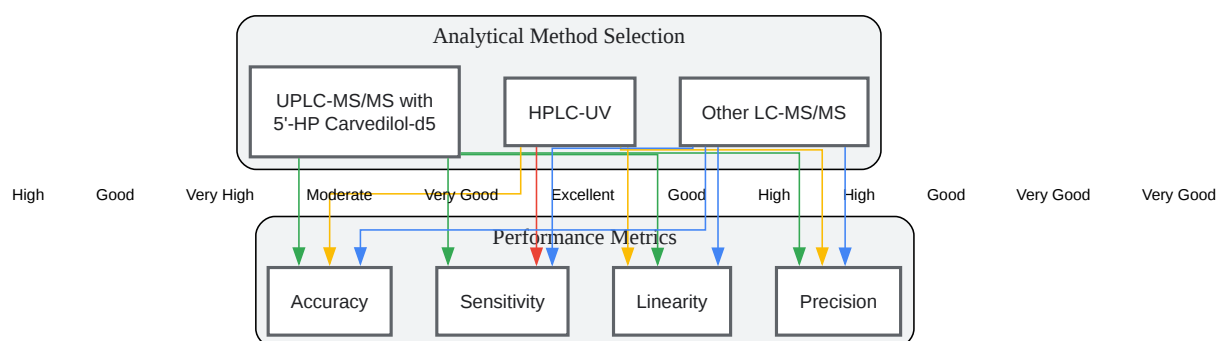 Analytical Method Selection
UPLC-MS/MS with
5'-HP Carvedilol-d5
HPLC-UV
Other LC-MS/MS
High
Good
Very High
Moderate
Very Good
Excellent
Good
High
High
Good
Very Good
Very Good
Performance Metrics
Accuracy
Sensitivity
Linearity
Precision